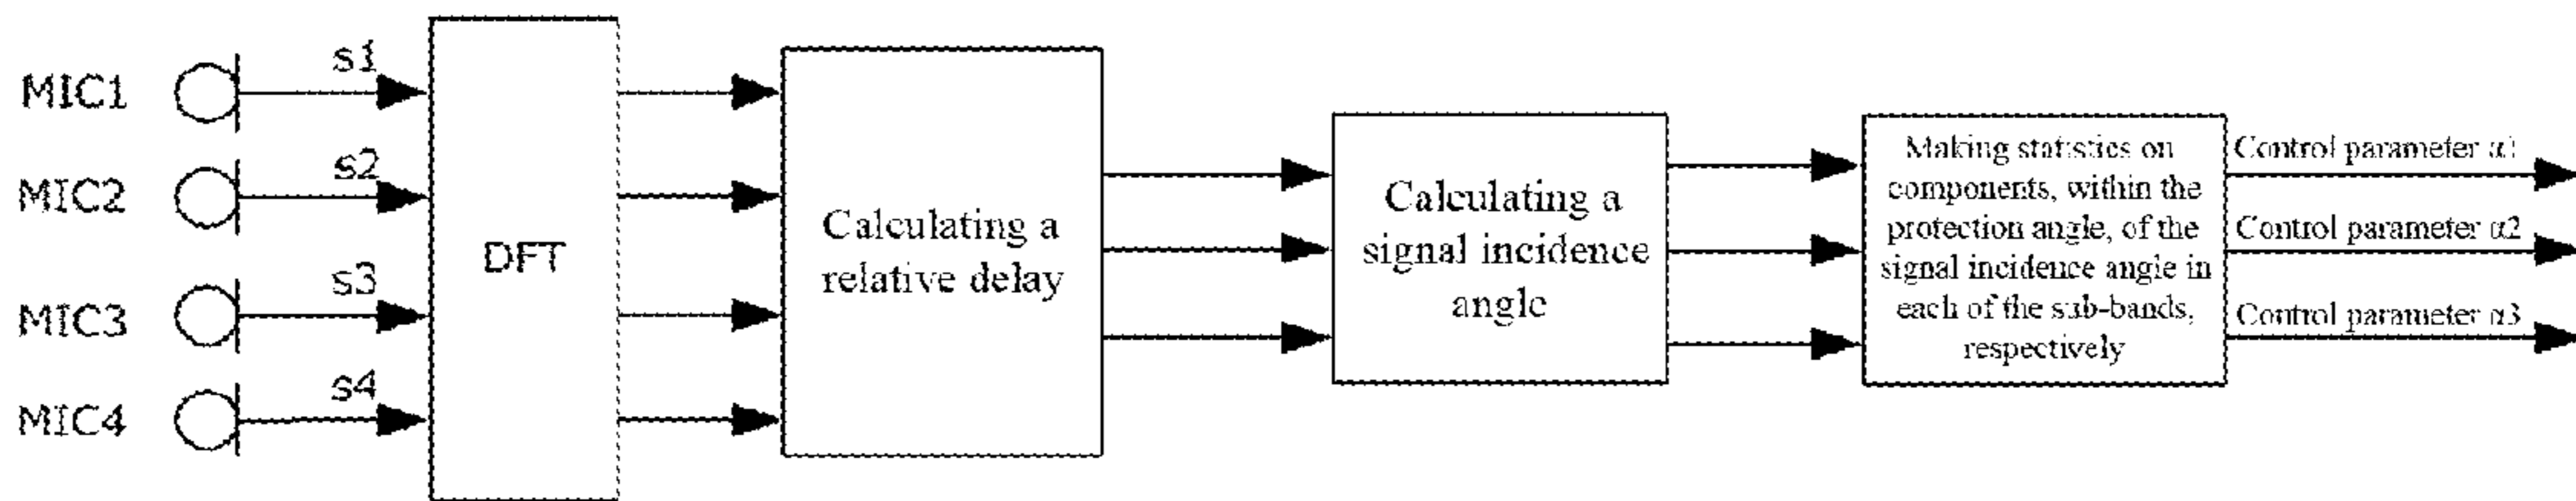 MIC1
s1
MIC2
s2
MIC3
s3
MIC4
s4
DFT
Calculating a
relative delay
Calculating a
signal incidence
angle
Making statistics on
components, within the
protection angle, of the
signal incidence angle in
each of the sub-bands,
respectively
Control parameter α1
Control parameter α2
Control parameter α3